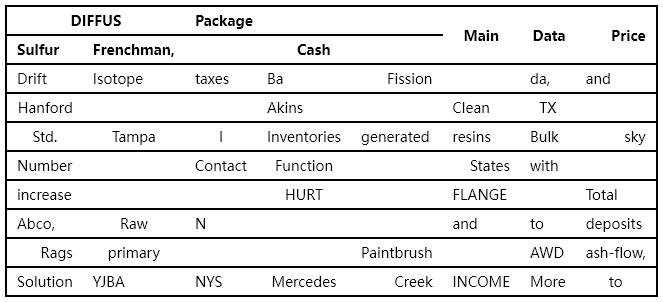 DIFFUS Package Main Data Price
Sulfur Frenchman, Cash
Drift Isotope taxes Ba Fission da, and
Hanford Akins Clean TX
Std. Tampa I Inventories generated resins Bulk sky
Number Contact Function States with
increase HURT FLANGE Total
Abco, Raw N and to deposits
Rags primary Paintbrush AWD ash-flow,
Solution YJBA NYS Mercedes Creek INCOME More to